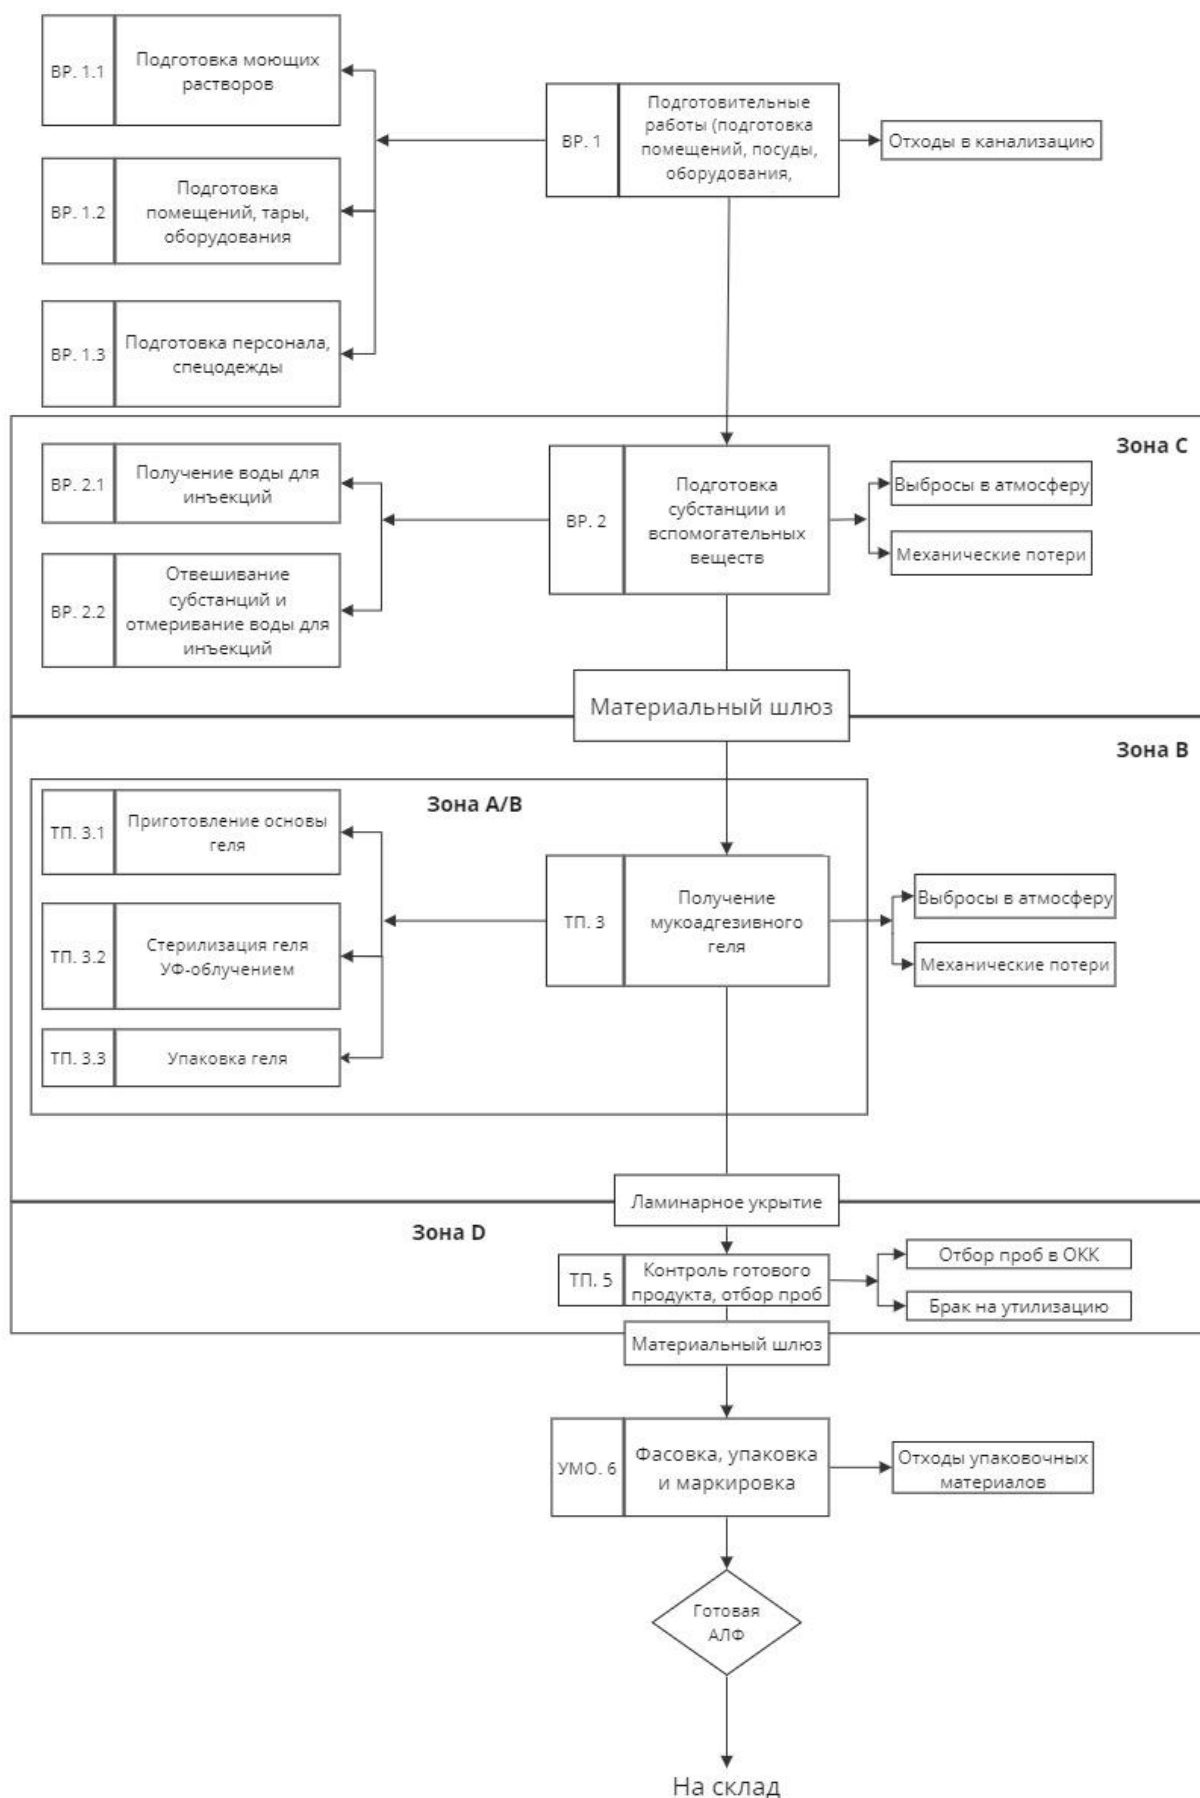 ВР. 1.1
Подготовка моющих
растворов
ВР. 1
Подготовительные
работы (подготовка
помещений, посуды,
оборудования,
Отходы в канализацию
ВР. 1.2
Подготовка
помещений, тары,
оборудования
ВР. 1.3
Подготовка персонала,
спецодежды
Зона C
ВР. 2.1
Получение воды для
инъекций
ВР. 2
Подготовка
субстанции и
вспомогательных
веществ
Выбросы в атмосферу
Механические потери
ВР. 2.2
Отвешивание
субстанций и
отмеривание воды для
инъекций
Материальный шлюз
Зона B
Зона A/B
ТП. 3.1
Приготовление основы
геля
ТП. 3
Получение
мукоадгезивного
геля
Выбросы в атмосферу
Механические потери
ТП. 3.2
Стерилизация геля
УФ-облучением
ТП. 3.3
Упаковка геля
Ламинарное укрытие
Зона D
ТП. 5
Контроль готового
продукта, отбор проб
Отбор проб в ОКК
Брак на утилизацию
Материальный шлюз
УМО. 6
Фасовка, упаковка
и маркировка
Отходы упаковочных
материалов
Готовая
АЛФ
На склад